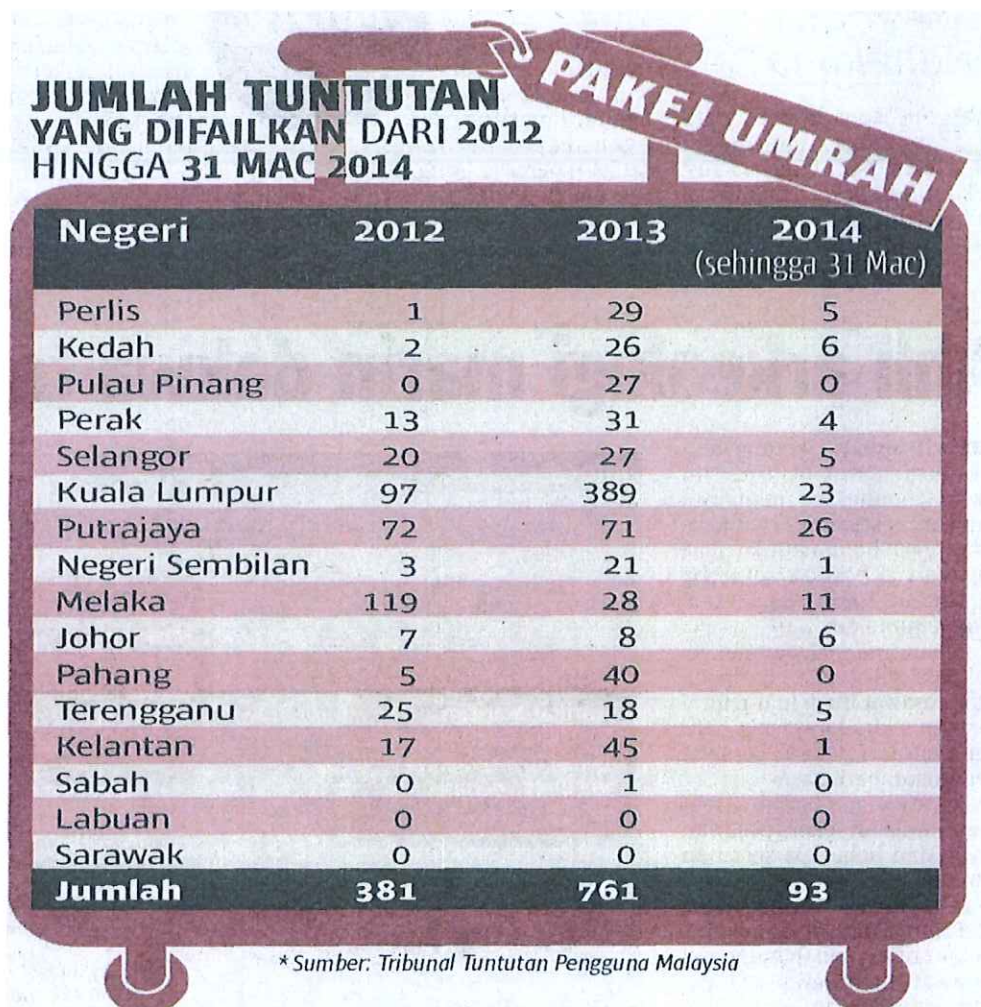 PAKEJ UMRAH
JUMLAH TUNTUTAN
YANG DIFAILKAN DARI 2012
HINGGA 31 MAC 2014
Negeri 2012 2013 2014
(sehingga 31 Mac)
Perlis 1 29 5
Kedah 2 26 6
Pulau Pinang 0 27 0
Perak 13 31 4
Selangor 20 27 5
Kuala Lumpur 97 389 23
Putrajaya 72 71 26
Negeri Sembilan 3 21 1
Melaka 119 28 11
Johor 7 8 6
Pahang 5 40 0
Terengganu 25 18 5
Kelantan 17 45 1
Sabah 0 1 0
Labuan 0 0 0
Sarawak 0 0 0
Jumlah 381 761 93
* Sumber: Tribunal Tuntutan Pengguna Malaysia